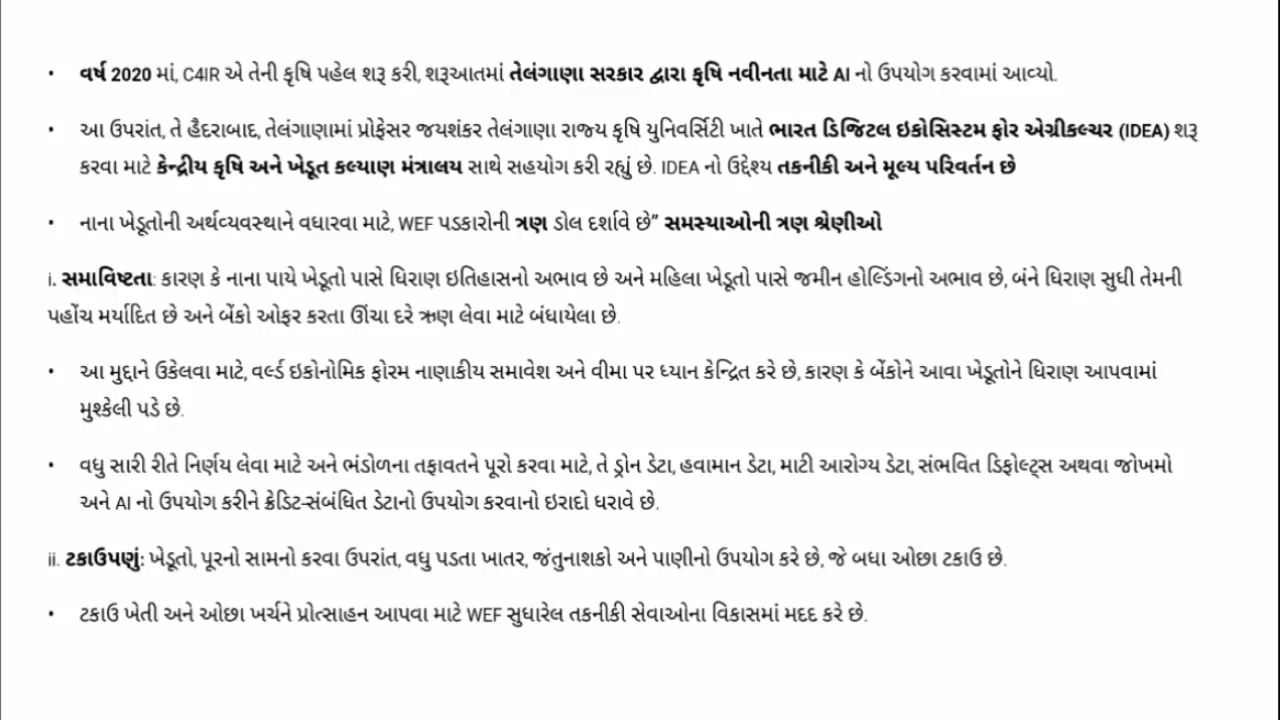 • વર્ષ 2020 માં, C4IR એ તેની કૃષિ પહેલ શરૂ કરી, શરૂઆતમાં તેલંગાણા સરકાર દ્વારા કૃષિ નવીનતા માટે AI નો ઉપયોગ કરવામાં આવ્યો.
• આ ઉપરાંત, તે હૈદરાબાદ, તેલંગાણામાં પ્રોફેસર જયશંકર તેલંગાણા રાજ્ય કૃષિ યુનિવર્સિટી ખાતે ભારત ડિજિટલ ઇકોસિસ્ટમ ફોર એગ્રીકલ્ચર (IDEA) શરૂ
કરવા માટે કેન્દ્રીય કૃષિ અને ખેડૂત કલ્યાણ મંત્રાલય સાથે સહયોગ કરી રહ્યું છે. IDEA નો ઉદ્દેશ્ય તકનીકી અને મૂલ્ય પરિવર્તન છે
• નાના ખેડૂતોની અર્થવ્યવસ્થાને વધારવા માટે, WEF પડકારોની ત્રણ ડોલ દર્શાવે છે” સમસ્યાઓની ત્રણ શ્રેણીઓ
i. સમાવિષ્ટતા: કારણ કે નાના પાયે ખેડૂતો પાસે ધિરાણ ઇતિહાસનો અભાવ છે અને મહિલા ખેડૂતો પાસે જમીન હોલ્ડિંગનો અભાવ છે, બંને ધિરાણ સુધી તેમની
પહોંચ મર્યાદિત છે અને બેંકો ઓફર કરતા ઊંચા દરે ઋણ લેવા માટે બંધાયેલા છે.
• આ મુદ્દાને ઉકેલવા માટે, વર્લ્ડ ઇકોનોમિક ફોરમ નાણાકીય સમાવેશ અને વીમા પર ધ્યાન કેન્દ્રિત કરે છે, કારણ કે બેંકોને આવા ખેડૂતોને ધિરાણ આપવામાં
મુશ્કેલી પડે છે.
• વધુ સારી રીતે નિર્ણય લેવા માટે અને ભંડોળના તફાવતને પૂરો કરવા માટે, તે ડ્રોન ડેટા, હવામાન ડેટા, માટી આરોગ્ય ડેટા, સંભવિત ડિફોલ્ટ્સ અથવા જોખમો
અને AI નો ઉપયોગ કરીને ક્રેડિટ-સંબંધિત ડેટાનો ઉપયોગ કરવાનો ઇરાદો ધરાવે છે.
ii. ટકાઉપણું: ખેડૂતો, પૂરનો સામનો કરવા ઉપરાંત, વધુ પડતા ખાતર, જંતુનાશકો અને પાણીનો ઉપયોગ કરે છે, જે બધા ઓછા ટકાઉ છે.
• ટકાઉ ખેતી અને ઓછા ખર્ચને પ્રોત્સાહન આપવા માટે WEF સુધારેલ તકનીકી સેવાઓના વિકાસમાં મદદ કરે છે.